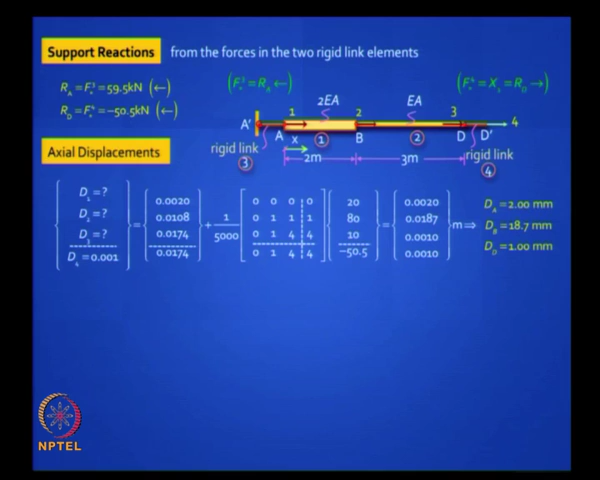 Support Reactions from the forces in the two rigid link elements
R_A = F_*^3 = 59.5kN (←)
R_D = F_*^4 = −50.5kN (←)
(F_*^3 = R_A ←)
(F_*^4 = X_3 = R_D →)
2EA EA
A' 1 2 3 4
A x ① B ② D D'
rigid link ③ 2m 3m rigid link ④
Axial Displacements
D_1 = ? 0.0020 0 0 0 0 20 0.0020 D_A = 2.00 mm
D_2 = ? = 0.0108 + 1/5000 0 1 1 1 80 = 0.0187 m ⇒ D_B = 18.7 mm
D_3 = ? 0.0174 0 1 4 4 10 0.0010 D_D = 1.00 mm
D_4 = 0.001 0.0174 0 1 4 4 −50.5 0.0010
NPTEL